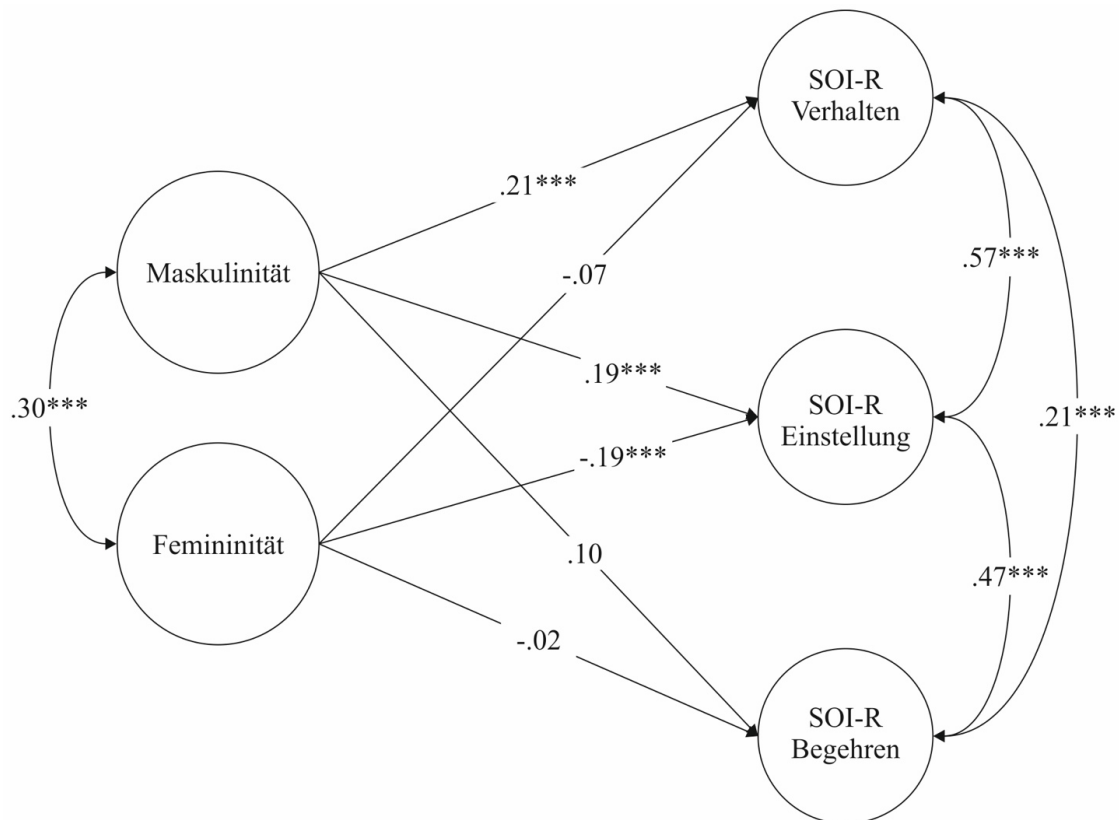 SOI-R
Verhalten
.21***
.57***
Maskulinität
-.07
.19***
.30***
SOI-R
Einstellung
.21***
-.19***
Femininität
.10
.47***
-.02
SOI-R
Begehren